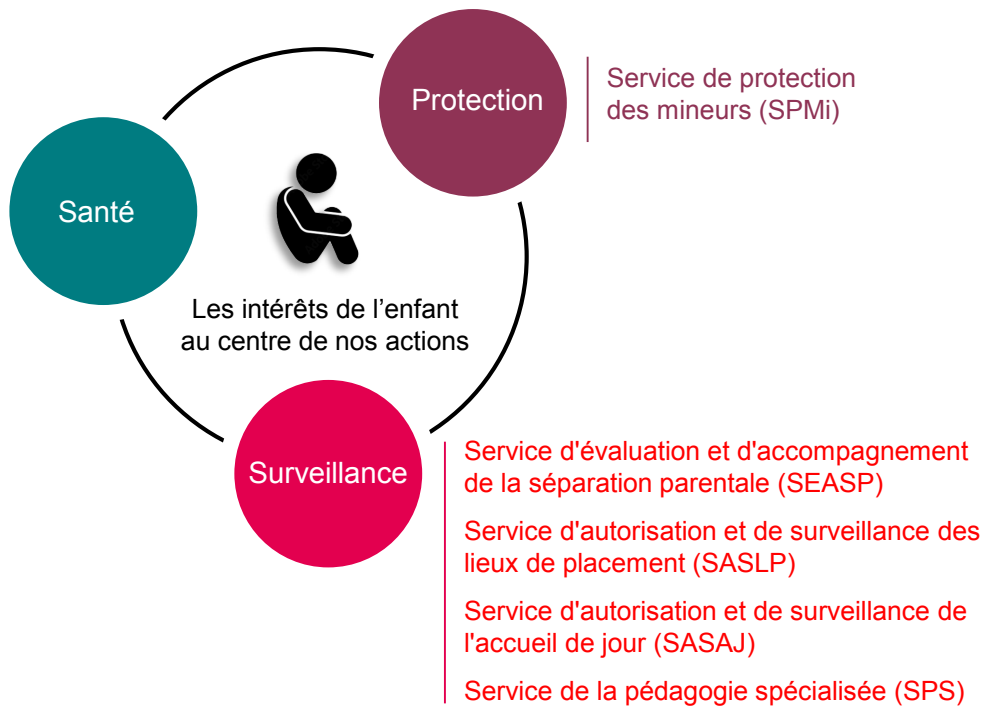 Protection
Service de protection
des mineurs (SPMi)
Santé
Les intérêts de l’enfant
au centre de nos actions
Surveillance
Service d'évaluation et d'accompagnement
de la séparation parentale (SEASP)
Service d'autorisation et de surveillance des
lieux de placement (SASLP)
Service d'autorisation et de surveillance de
l'accueil de jour (SASAJ)
Service de la pédagogie spécialisée (SPS)